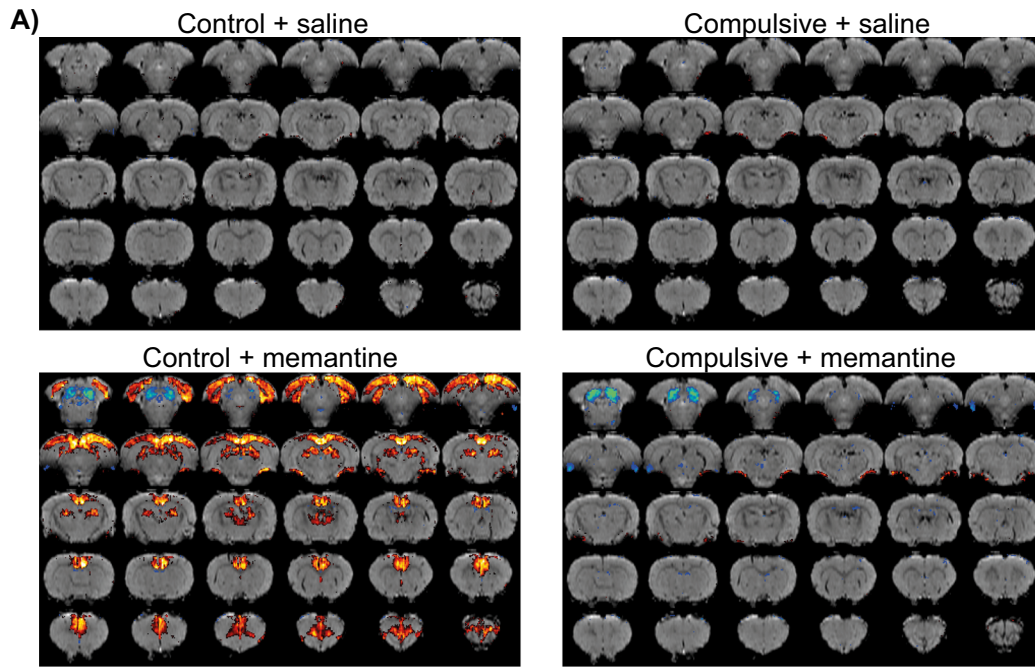 A)
Control + saline
Compulsive + saline
Control + memantine
Compulsive + memantine